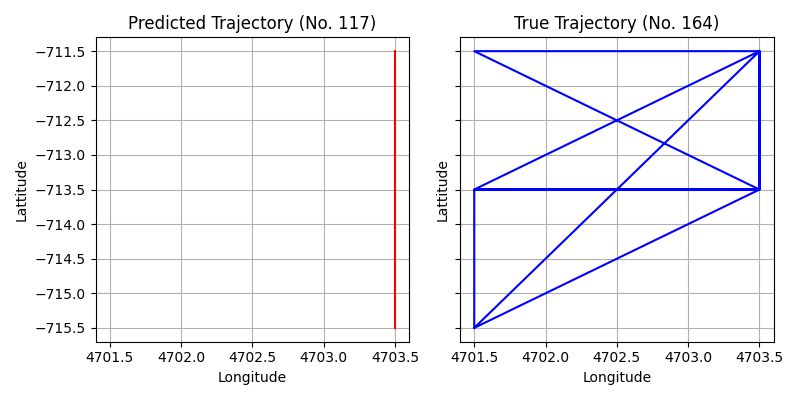 Predicted Trajectory (No. 117)
True Trajectory (No. 164)
−711.5
−712.0
−712.5
−713.0
−713.5
−714.0
−714.5
−715.0
−715.5
Lattitude
Lattitude
4701.5 4702.0 4702.5 4703.0 4703.5
4701.5 4702.0 4702.5 4703.0 4703.5
Longitude
Longitude